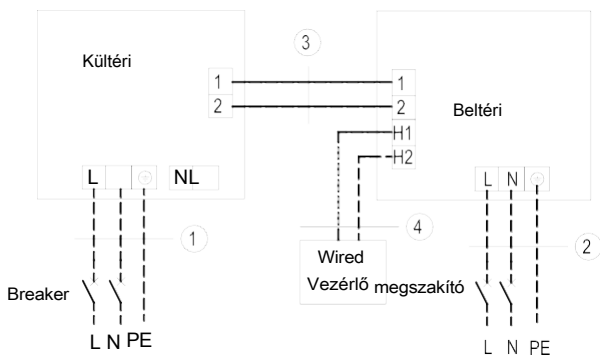 ③
Kültéri
1
2
1
2
H1
H2
Beltéri
L
NL
L N
①
④
②
Wired
Vezérlő
Breaker
megszakító
L N PE
L N PE